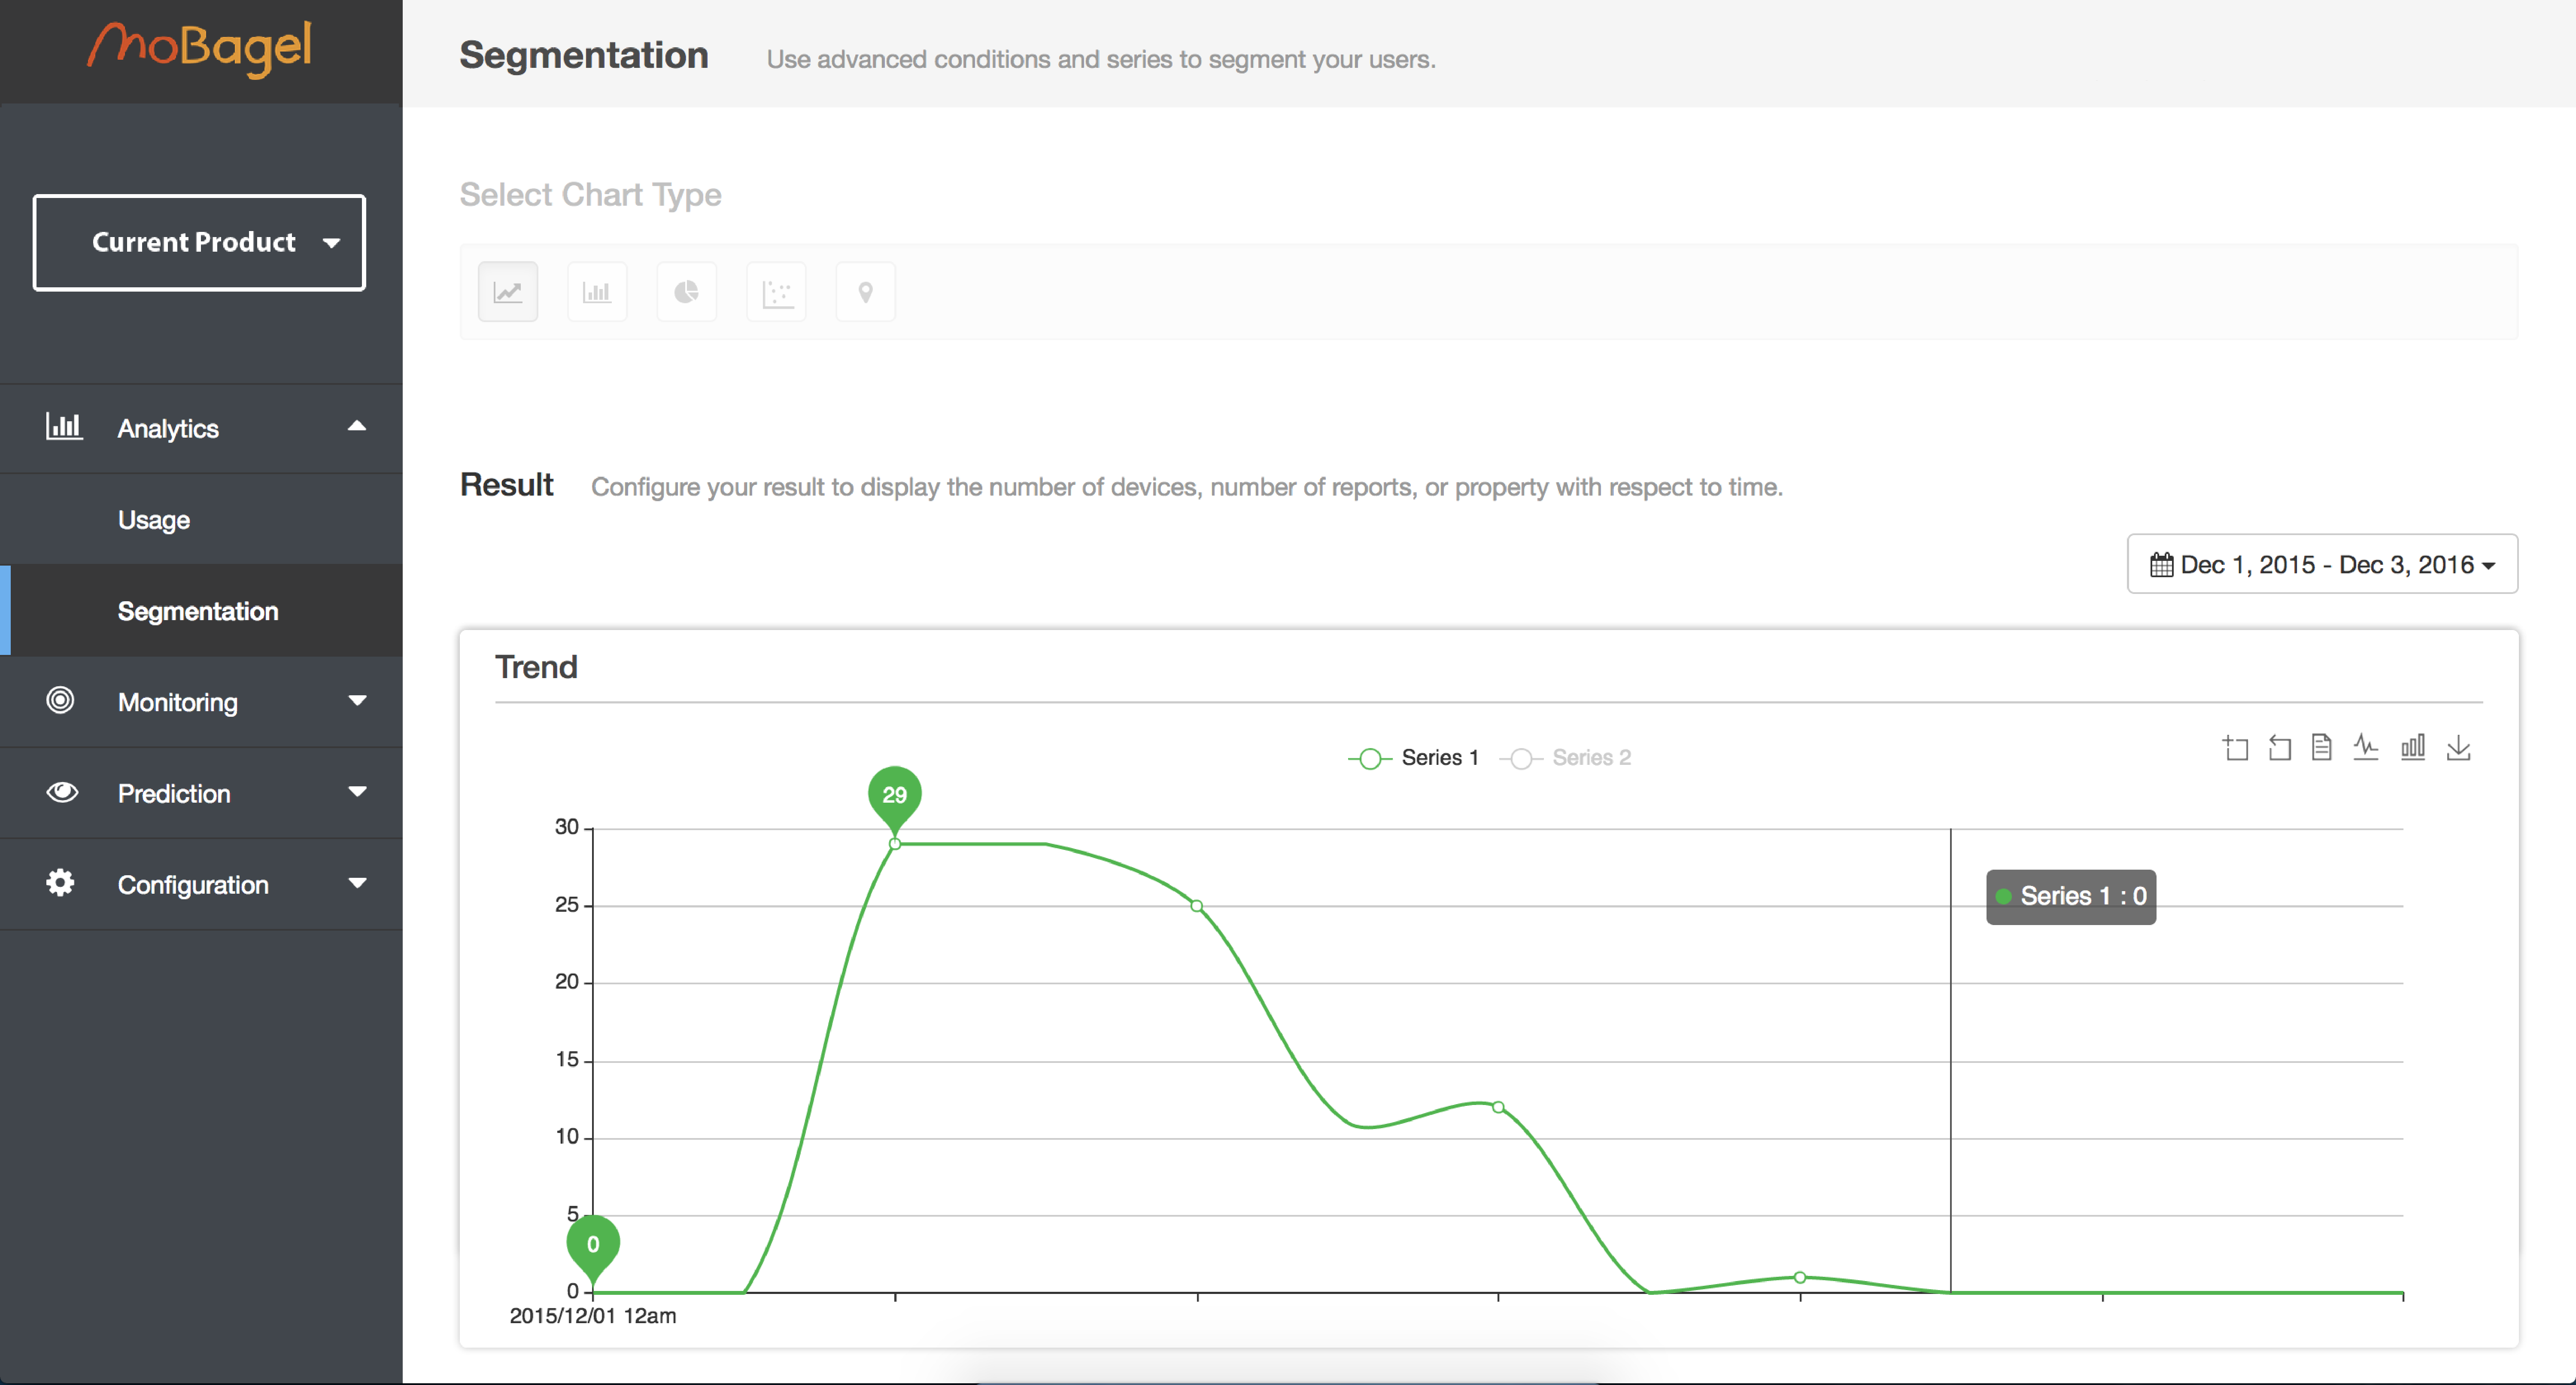 MoBagel
Segmentation
Use advanced conditions and series to segment your users.
Current Product
Select Chart Type
Analytics
Usage
Segmentation
Monitoring
Prediction
Configuration
Result
Configure your result to display the number of devices, number of reports, or property with respect to time.
Dec 1, 2015 - Dec 3, 2016
Trend
Series 1
Series 2
29
30
25
20
15
10
5
0
0
Series 1 : 0
2015/12/01 12am